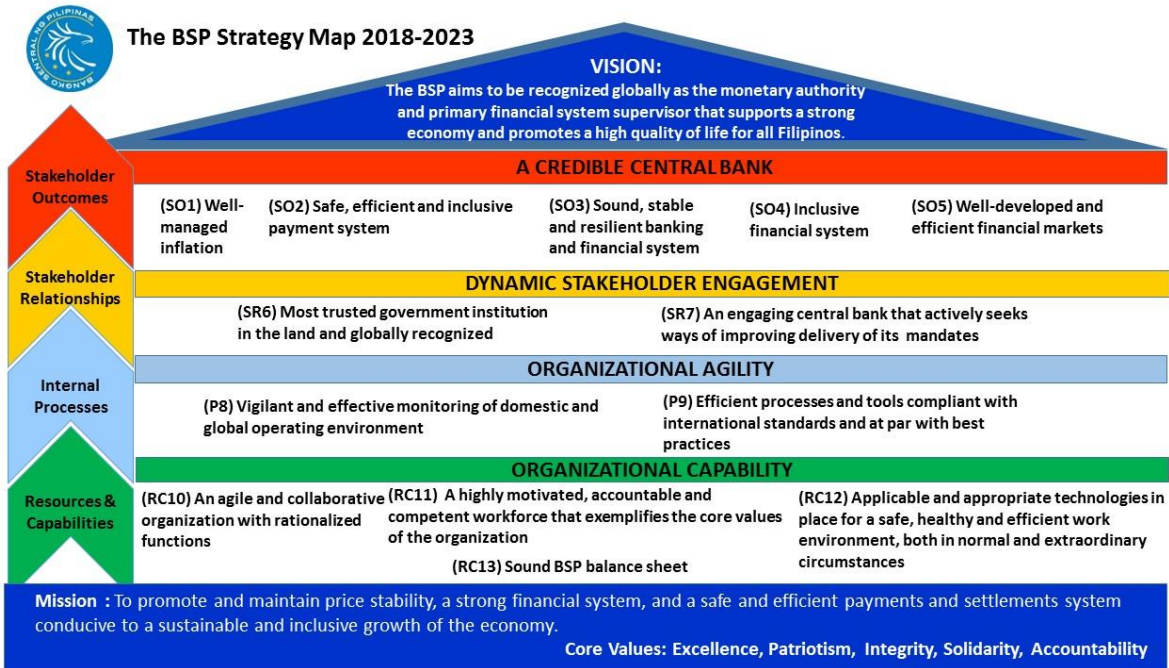 BANGKO SENTRAL NG PILIPINAS
The BSP Strategy Map 2018-2023
VISION:
The BSP aims to be recognized globally as the monetary authority
and primary financial system supervisor that supports a strong
economy and promotes a high quality of life for all Filipinos.
Stakeholder
Outcomes
A CREDIBLE CENTRAL BANK
(SO1) Well-
managed
inflation
(SO2) Safe, efficient and inclusive
payment system
(SO3) Sound, stable
and resilient banking
and financial system
(SO4) Inclusive
financial system
(SO5) Well-developed and
efficient financial markets
Stakeholder
Relationships
DYNAMIC STAKEHOLDER ENGAGEMENT
(SR6) Most trusted government institution
in the land and globally recognized
(SR7) An engaging central bank that actively seeks
ways of improving delivery of its mandates
Internal
Processes
ORGANIZATIONAL AGILITY
(P8) Vigilant and effective monitoring of domestic and
global operating environment
(P9) Efficient processes and tools compliant with
international standards and at par with best
practices
Resources &
Capabilities
ORGANIZATIONAL CAPABILITY
(RC10) An agile and collaborative
organization with rationalized
functions
(RC11) A highly motivated, accountable and
competent workforce that exemplifies the core values
of the organization
(RC12) Applicable and appropriate technologies in
place for a safe, healthy and efficient work
environment, both in normal and extraordinary
circumstances
(RC13) Sound BSP balance sheet
Mission : To promote and maintain price stability, a strong financial system, and a safe and efficient payments and settlements system
conducive to a sustainable and inclusive growth of the economy.
Core Values: Excellence, Patriotism, Integrity, Solidarity, Accountability